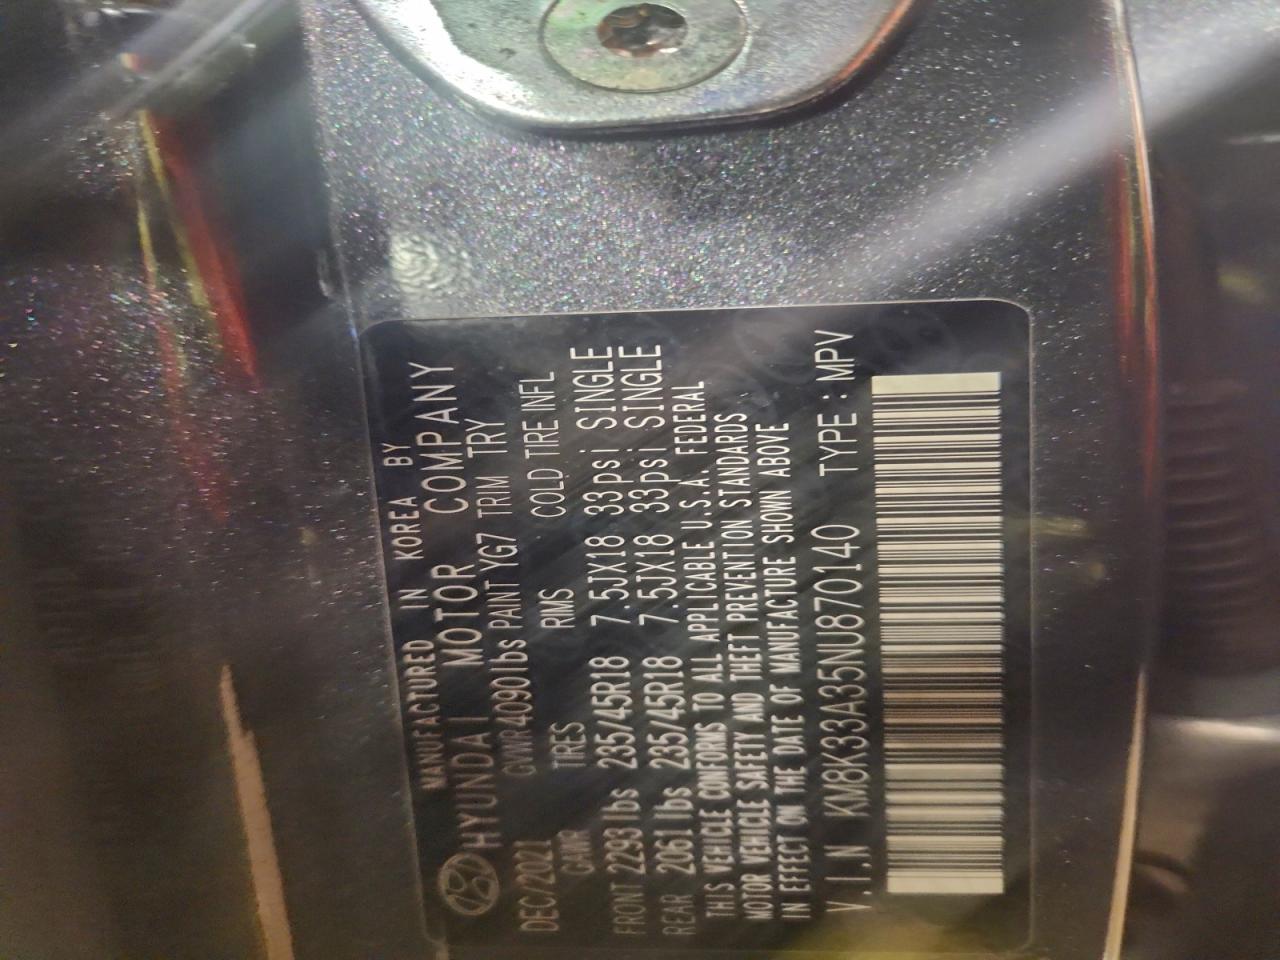 MANUFACTURED IN KOREA BY
HYUNDAI MOTOR COMPANY
DEC/2021 GVWR 4090lbs PAINT YG7 TRIM TRY
GAWR TIRES RIMS COLD TIRE INFL
FRONT 2293 lbs 235/45R18 7.5JX18 33psi SINGLE
REAR 2061 lbs 235/45R18 7.5JX18 33psi SINGLE
THIS VEHICLE CONFORMS TO ALL APPLICABLE U.S.A. FEDERAL
MOTOR VEHICLE SAFETY AND THEFT PREVENTION STANDARDS
IN EFFECT ON THE DATE OF MANUFACTURE SHOWN ABOVE
V.I.N KM8K33A35NU870140 TYPE : MPV